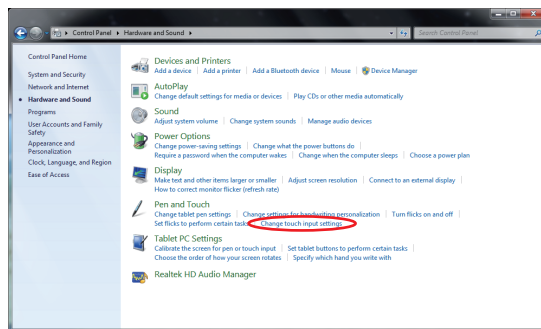 Control Panel ▸ Hardware and Sound ▸
Search Control Panel
Control Panel Home
System and Security
Network and Internet
Hardware and Sound
Programs
User Accounts and Family
Safety
Appearance and
Personalization
Clock, Language, and Region
Ease of Access
Devices and Printers
Add a device | Add a printer | Add a Bluetooth device | Mouse | Device Manager
AutoPlay
Change default settings for media or devices | Play CDs or other media automatically
Sound
Adjust system volume | Change system sounds | Manage audio devices
Power Options
Change power-saving settings | Change what the power buttons do |
Require a password when the computer wakes | Change when the computer sleeps | Choose a power plan
Display
Make text and other items larger or smaller | Adjust screen resolution | Connect to an external display |
How to correct monitor flicker (refresh rate)
Pen and Touch
Change tablet pen settings | Change settings for handwriting personalization | Turn flicks on and off |
Set flicks to perform certain tasks | Change touch input settings
Tablet PC Settings
Calibrate the screen for pen or touch input | Set tablet buttons to perform certain tasks |
Choose the order of how your screen rotates | Specify which hand you write with
Realtek HD Audio Manager